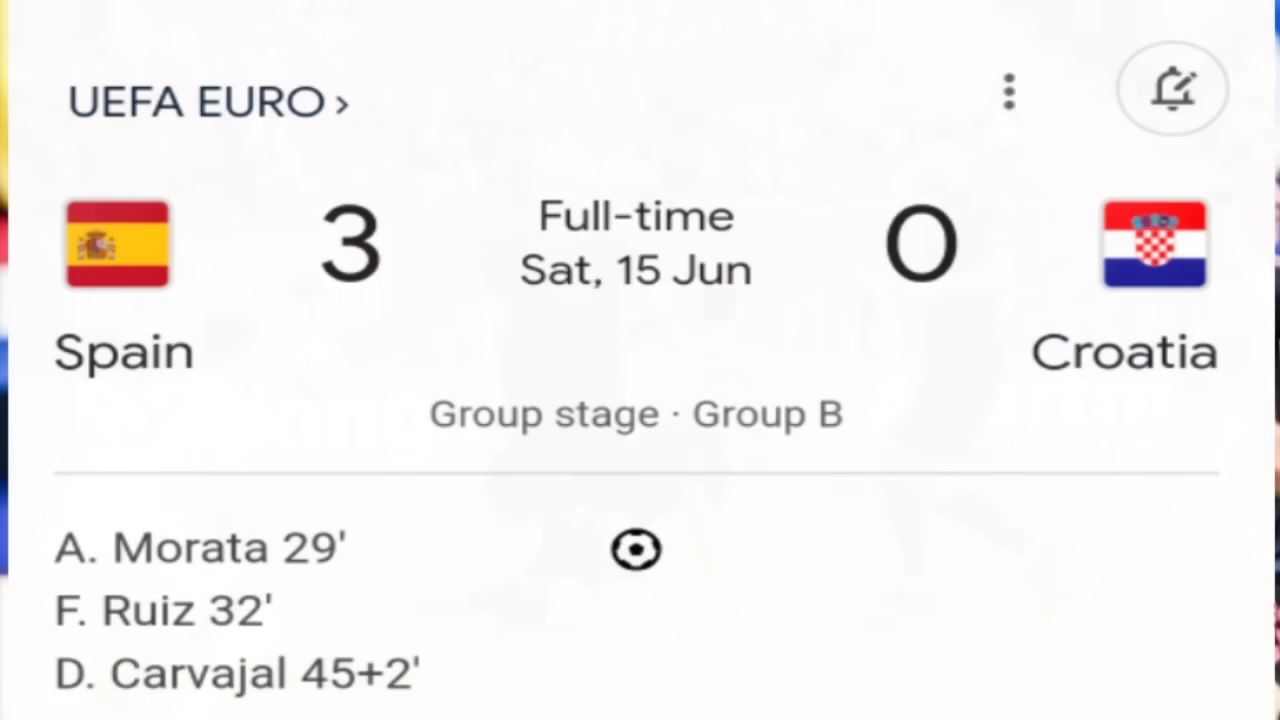 UEFA EURO ›
3 Full-time 0
Sat, 15 Jun
Spain Croatia
Group stage · Group B
A. Morata 29'
F. Ruiz 32'
D. Carvajal 45+2'